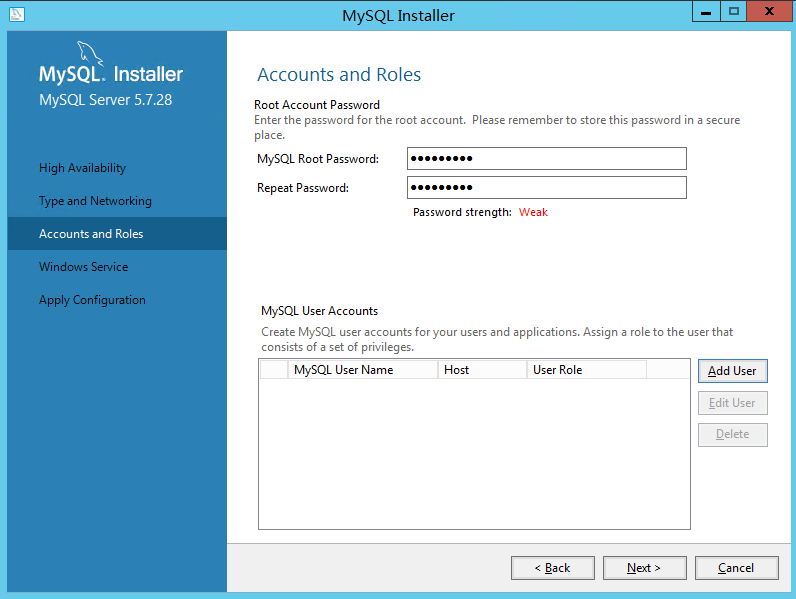 MySQL Installer
MySQL. Installer
MySQL Server 5.7.28
High Availability
Type and Networking
Accounts and Roles
Windows Service
Apply Configuration
Accounts and Roles
Root Account Password
Enter the password for the root account. Please remember to store this password in a secure
place.
MySQL Root Password: ●●●●●●●●●
Repeat Password: ●●●●●●●●●
Password strength: Weak
MySQL User Accounts
Create MySQL user accounts for your users and applications. Assign a role to the user that
consists of a set of privileges.
MySQL User Name Host User Role
Add User
Edit User
Delete
< Back Next > Cancel